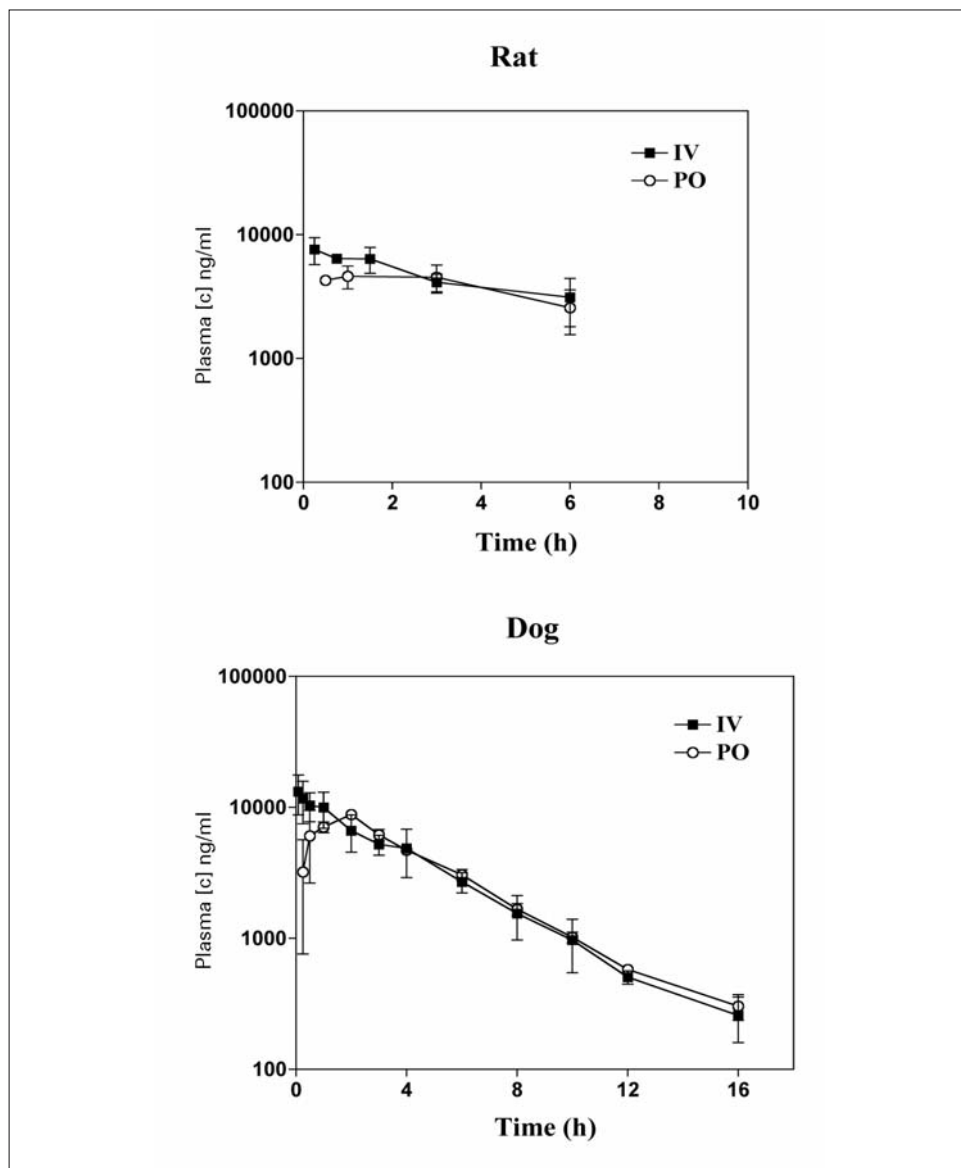 Rat
100000
10000
1000
100
Plasma [c] ng/ml
IV
PO
0 2 4 6 8 10
Time (h)
Dog
100000
10000
1000
100
Plasma [c] ng/ml
IV
PO
0 4 8 12 16
Time (h)